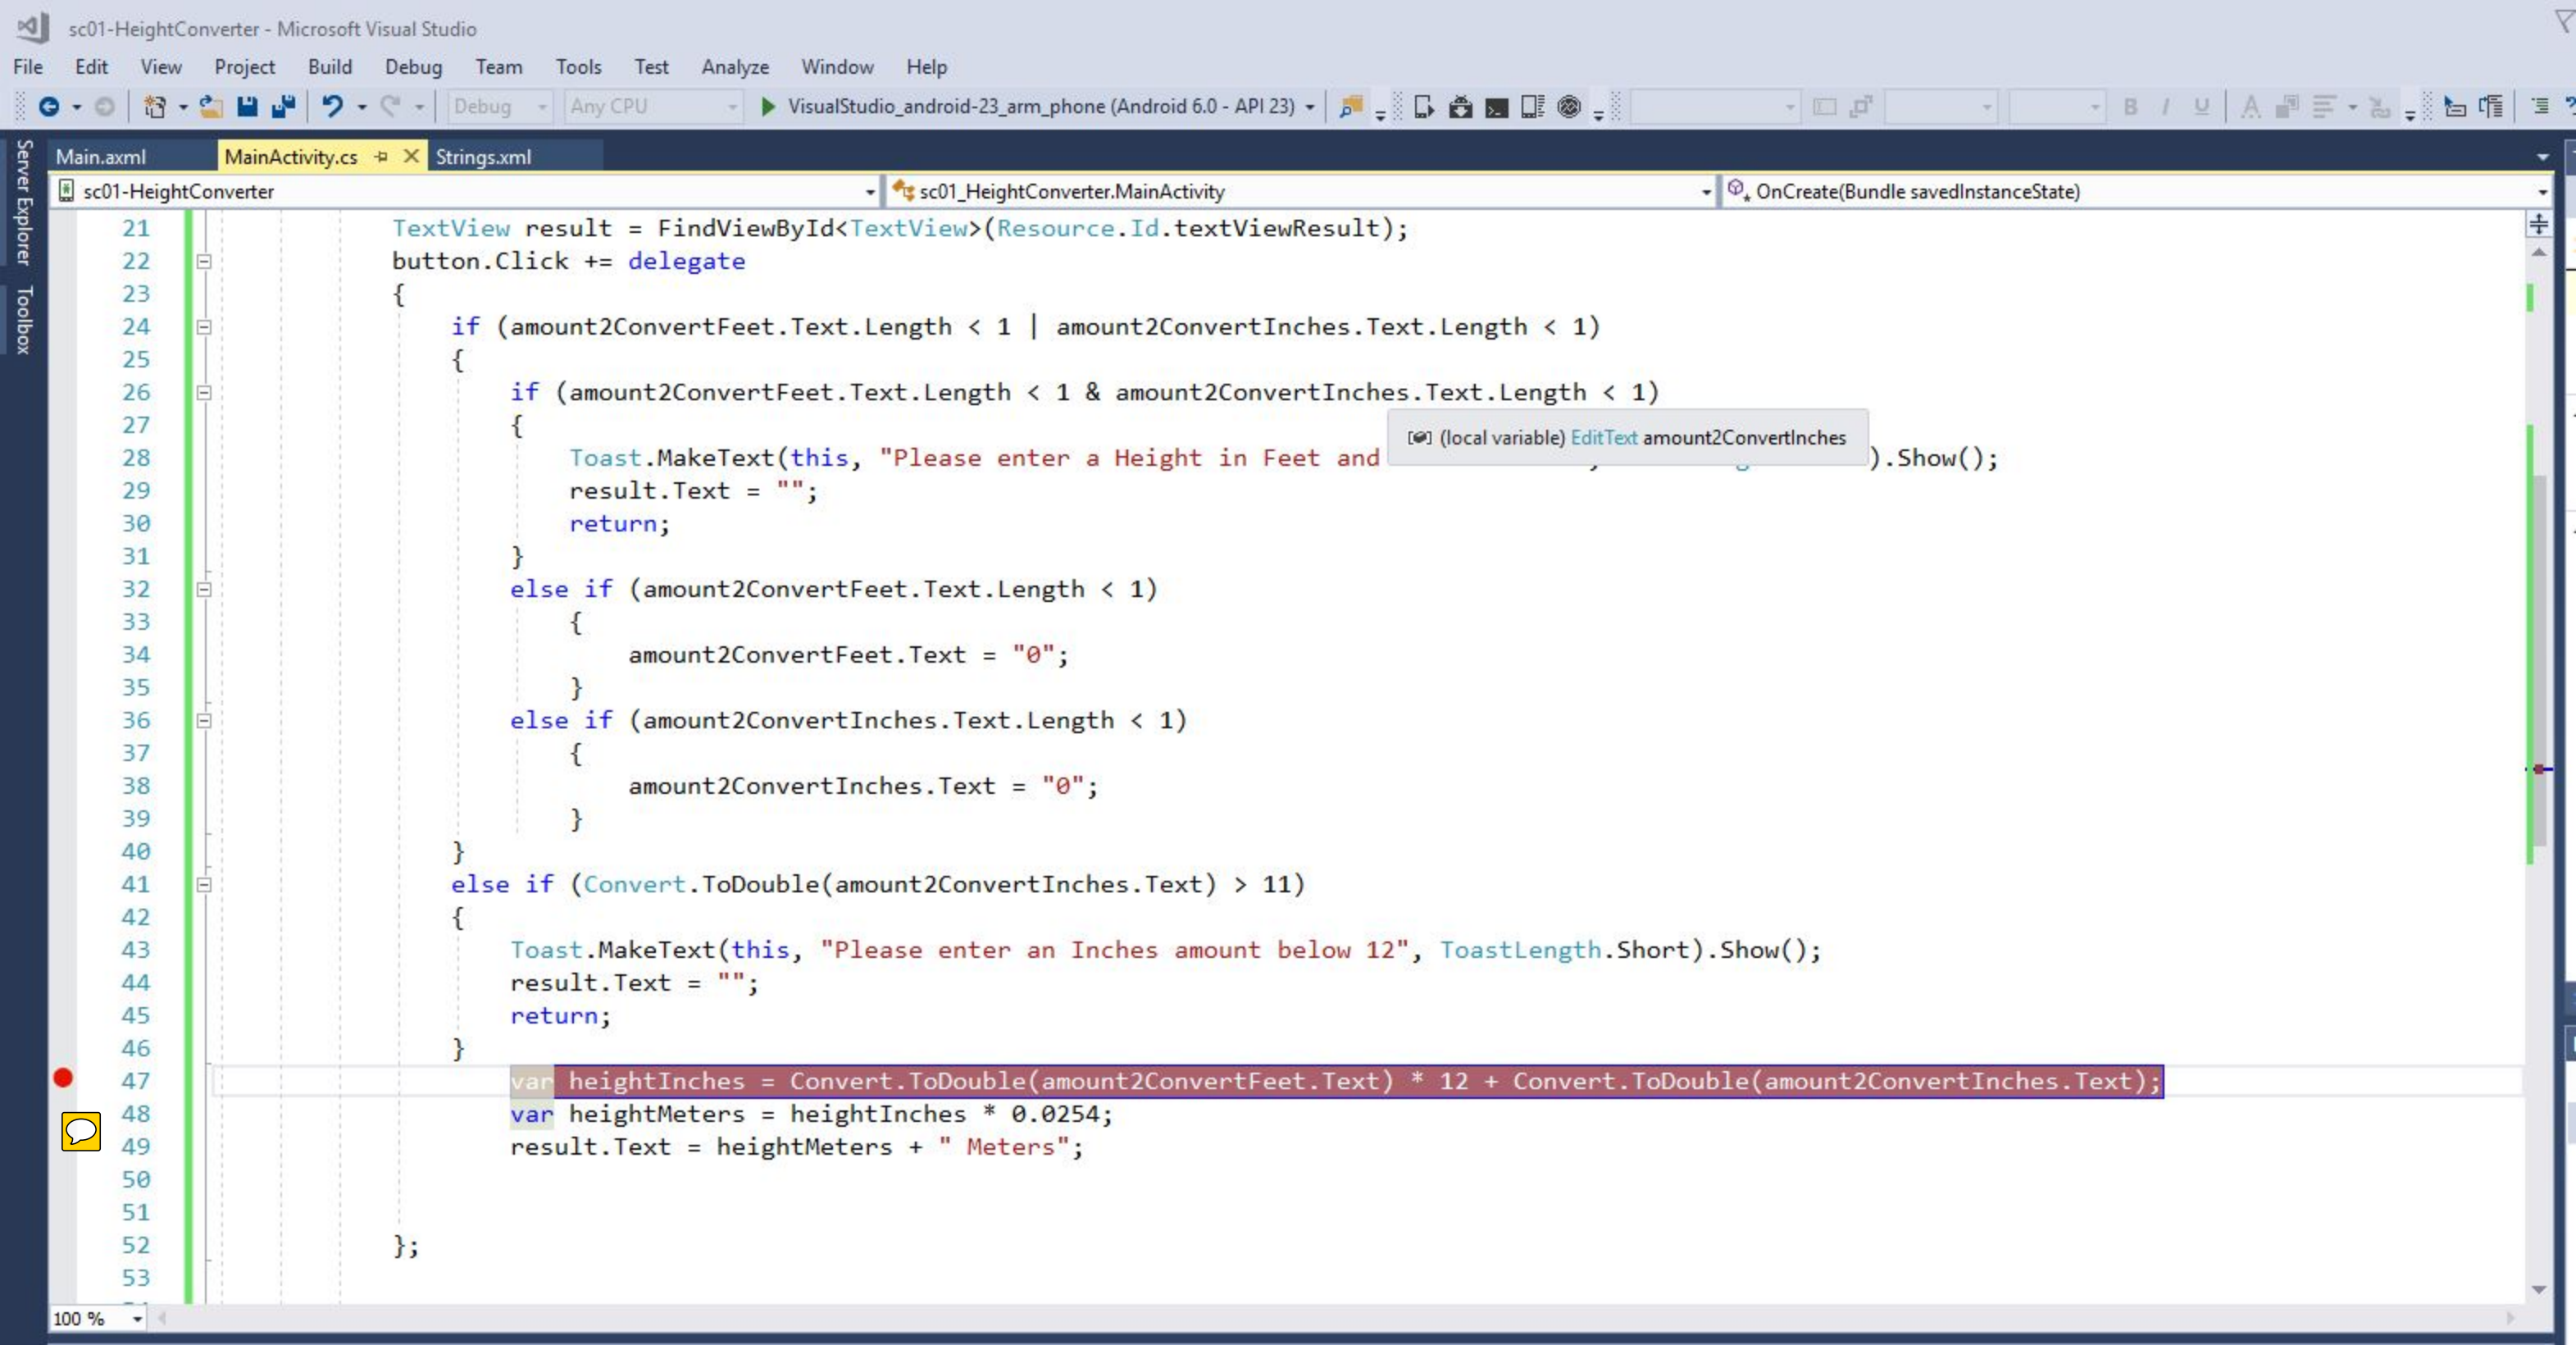 sc01-HeightConverter - Microsoft Visual Studio
File Edit View Project Build Debug Team Tools Test Analyze Window Help
Debug Any CPU VisualStudio_android-23_arm_phone (Android 6.0 - API 23) B I U A
Server Explorer
Toolbox
Main.axml MainActivity.cs Strings.xml
sc01-HeightConverter sc01_HeightConverter.MainActivity OnCreate(Bundle savedInstanceState)
21 TextView result = FindViewById<TextView>(Resource.Id.textViewResult);
22 button.Click += delegate
23 {
24 if (amount2ConvertFeet.Text.Length < 1 | amount2ConvertInches.Text.Length < 1)
25 {
26 if (amount2ConvertFeet.Text.Length < 1 & amount2ConvertInches.Text.Length < 1)
27 {
(local variable) EditText amount2ConvertInches
28 Toast.MakeText(this, "Please enter a Height in Feet and ).Show();
29 result.Text = "";
30 return;
31 }
32 else if (amount2ConvertFeet.Text.Length < 1)
33 {
34 amount2ConvertFeet.Text = "0";
35 }
36 else if (amount2ConvertInches.Text.Length < 1)
37 {
38 amount2ConvertInches.Text = "0";
39 }
40 }
41 else if (Convert.ToDouble(amount2ConvertInches.Text) > 11)
42 {
43 Toast.MakeText(this, "Please enter an Inches amount below 12", ToastLength.Short).Show();
44 result.Text = "";
45 return;
46 }
47 var heightInches = Convert.ToDouble(amount2ConvertFeet.Text) * 12 + Convert.ToDouble(amount2ConvertInches.Text);
48 var heightMeters = heightInches * 0.0254;
49 result.Text = heightMeters + " Meters";
50
51
52 };
53
100 %